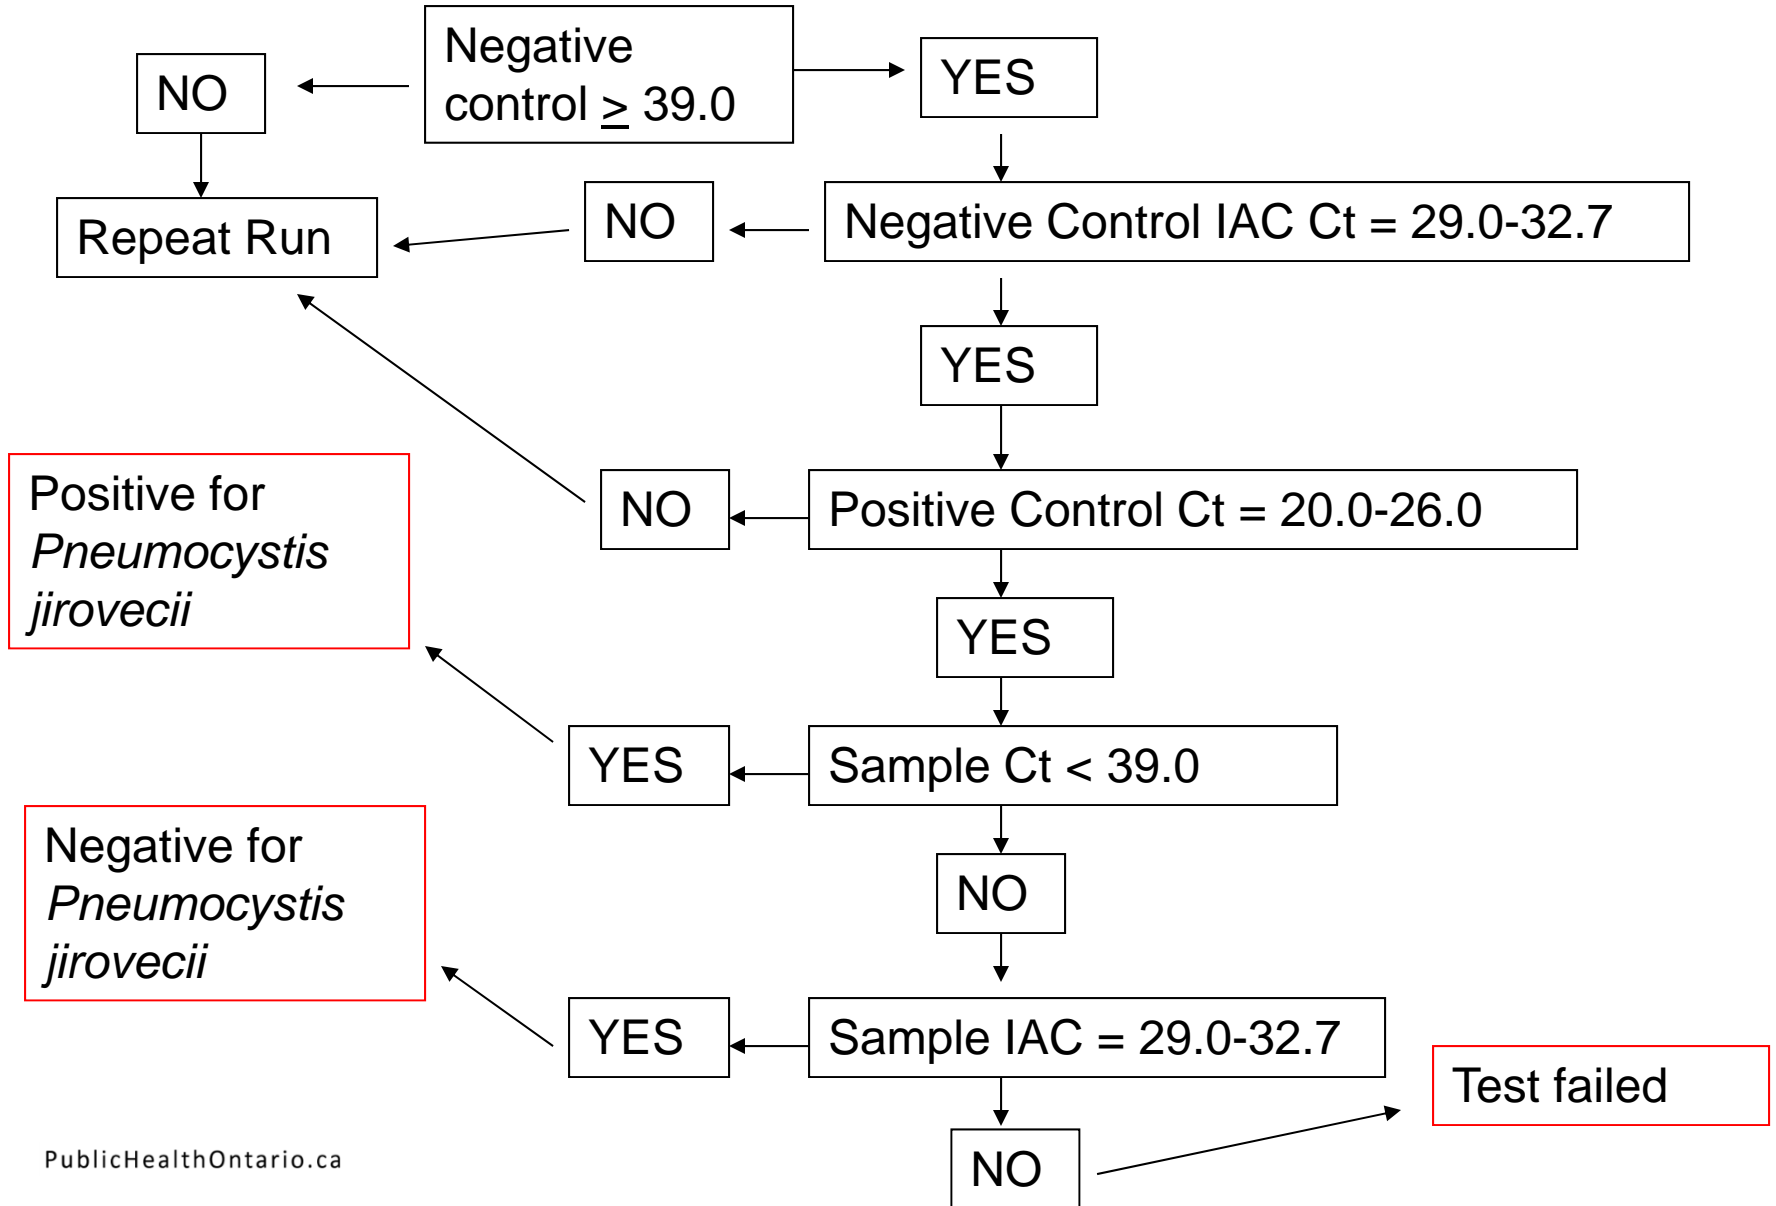 Negative
control ≥ 39.0
NO
YES
Repeat Run
NO
Negative Control IAC Ct = 29.0-32.7
YES
Positive for
Pneumocystis
jirovecii
NO
Positive Control Ct = 20.0-26.0
YES
YES
Sample Ct < 39.0
Negative for
Pneumocystis
jirovecii
NO
YES
Sample IAC = 29.0-32.7
Test failed
NO
PublicHealthOntario.ca